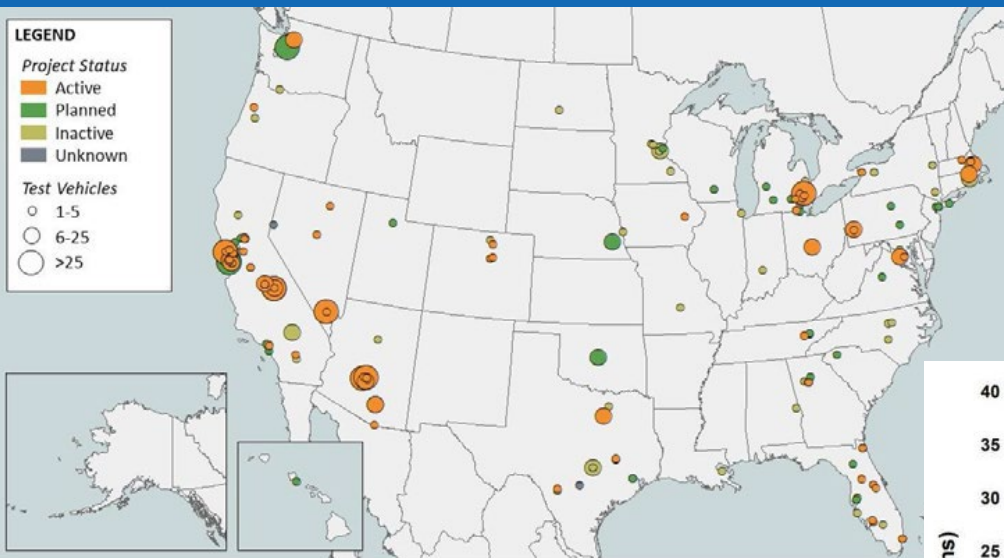 LEGEND
Project Status
Active
Planned
Inactive
Unknown
Test Vehicles
1-5
6-25
>25
40
35
30
25